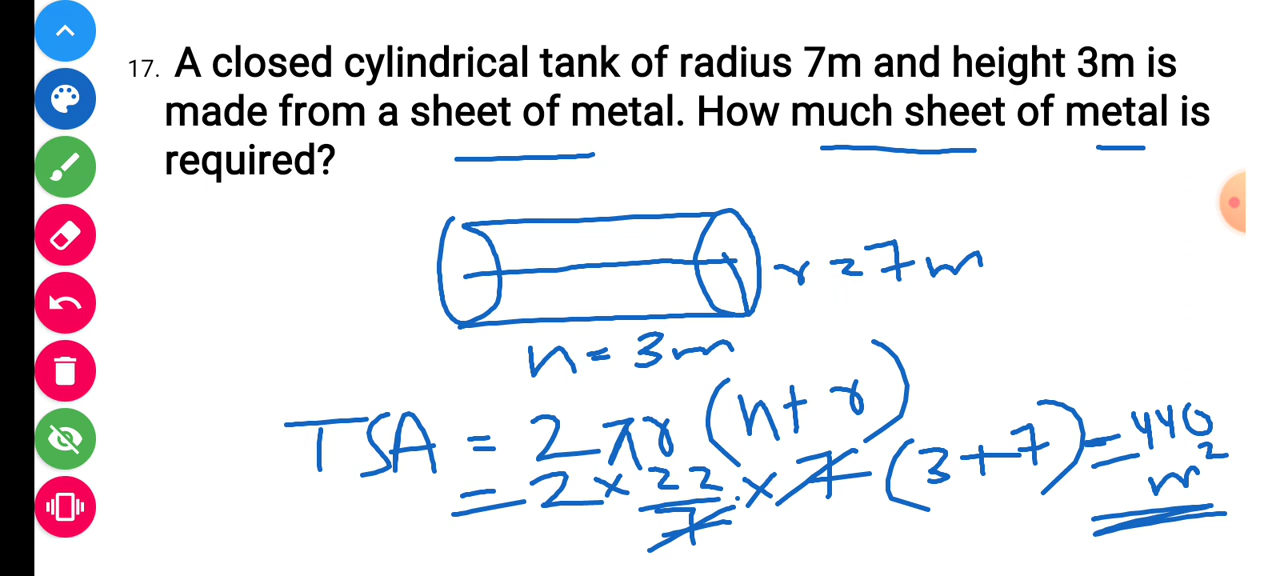 17. A closed cylindrical tank of radius 7m and height 3m is
made from a sheet of metal. How much sheet of metal is
required?
r = 7m
h = 3m
TSA = 2πr (h+r)
= 2 × 22/7 × 7 (3+7) = 440 m²